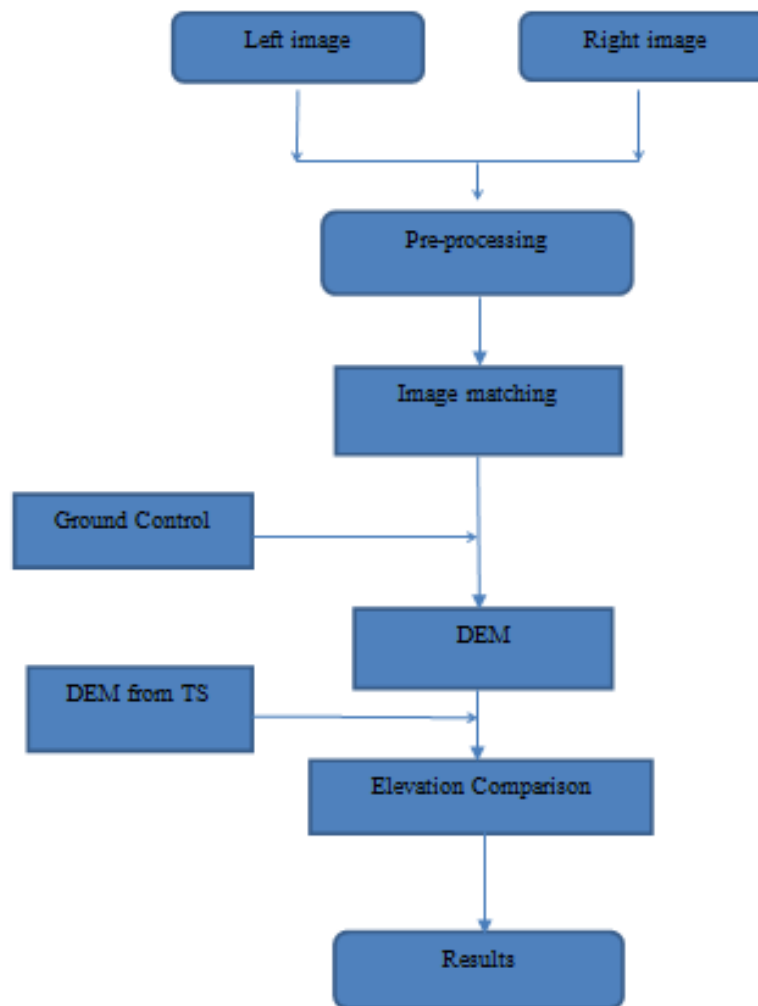 Left image
Right image
Pre-processing
Image matching
Ground Control
DEM
DEM from TS
Elevation Comparison
Results